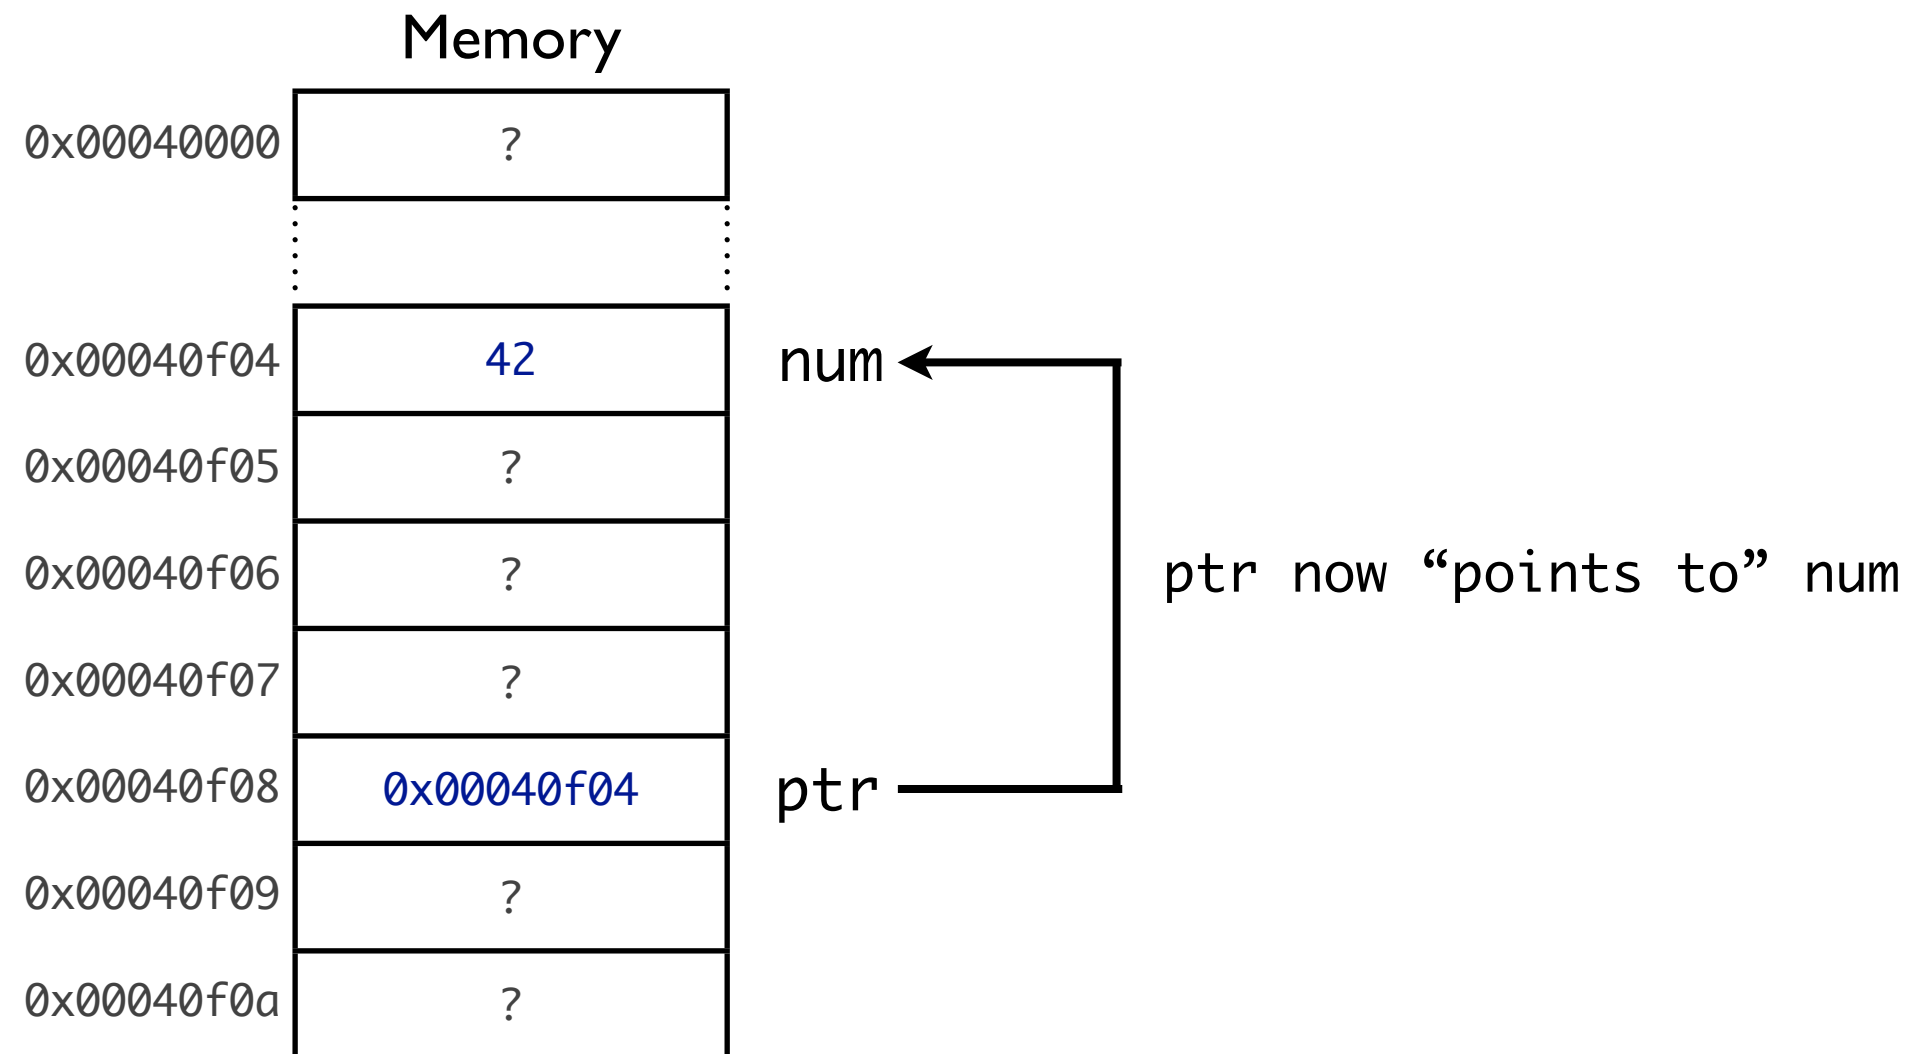 Memory
0x00040000 ?
0x00040f04 42 num
0x00040f05 ?
0x00040f06 ?
ptr now “points to” num
0x00040f07 ?
0x00040f08 0x00040f04 ptr
0x00040f09 ?
0x00040f0a ?